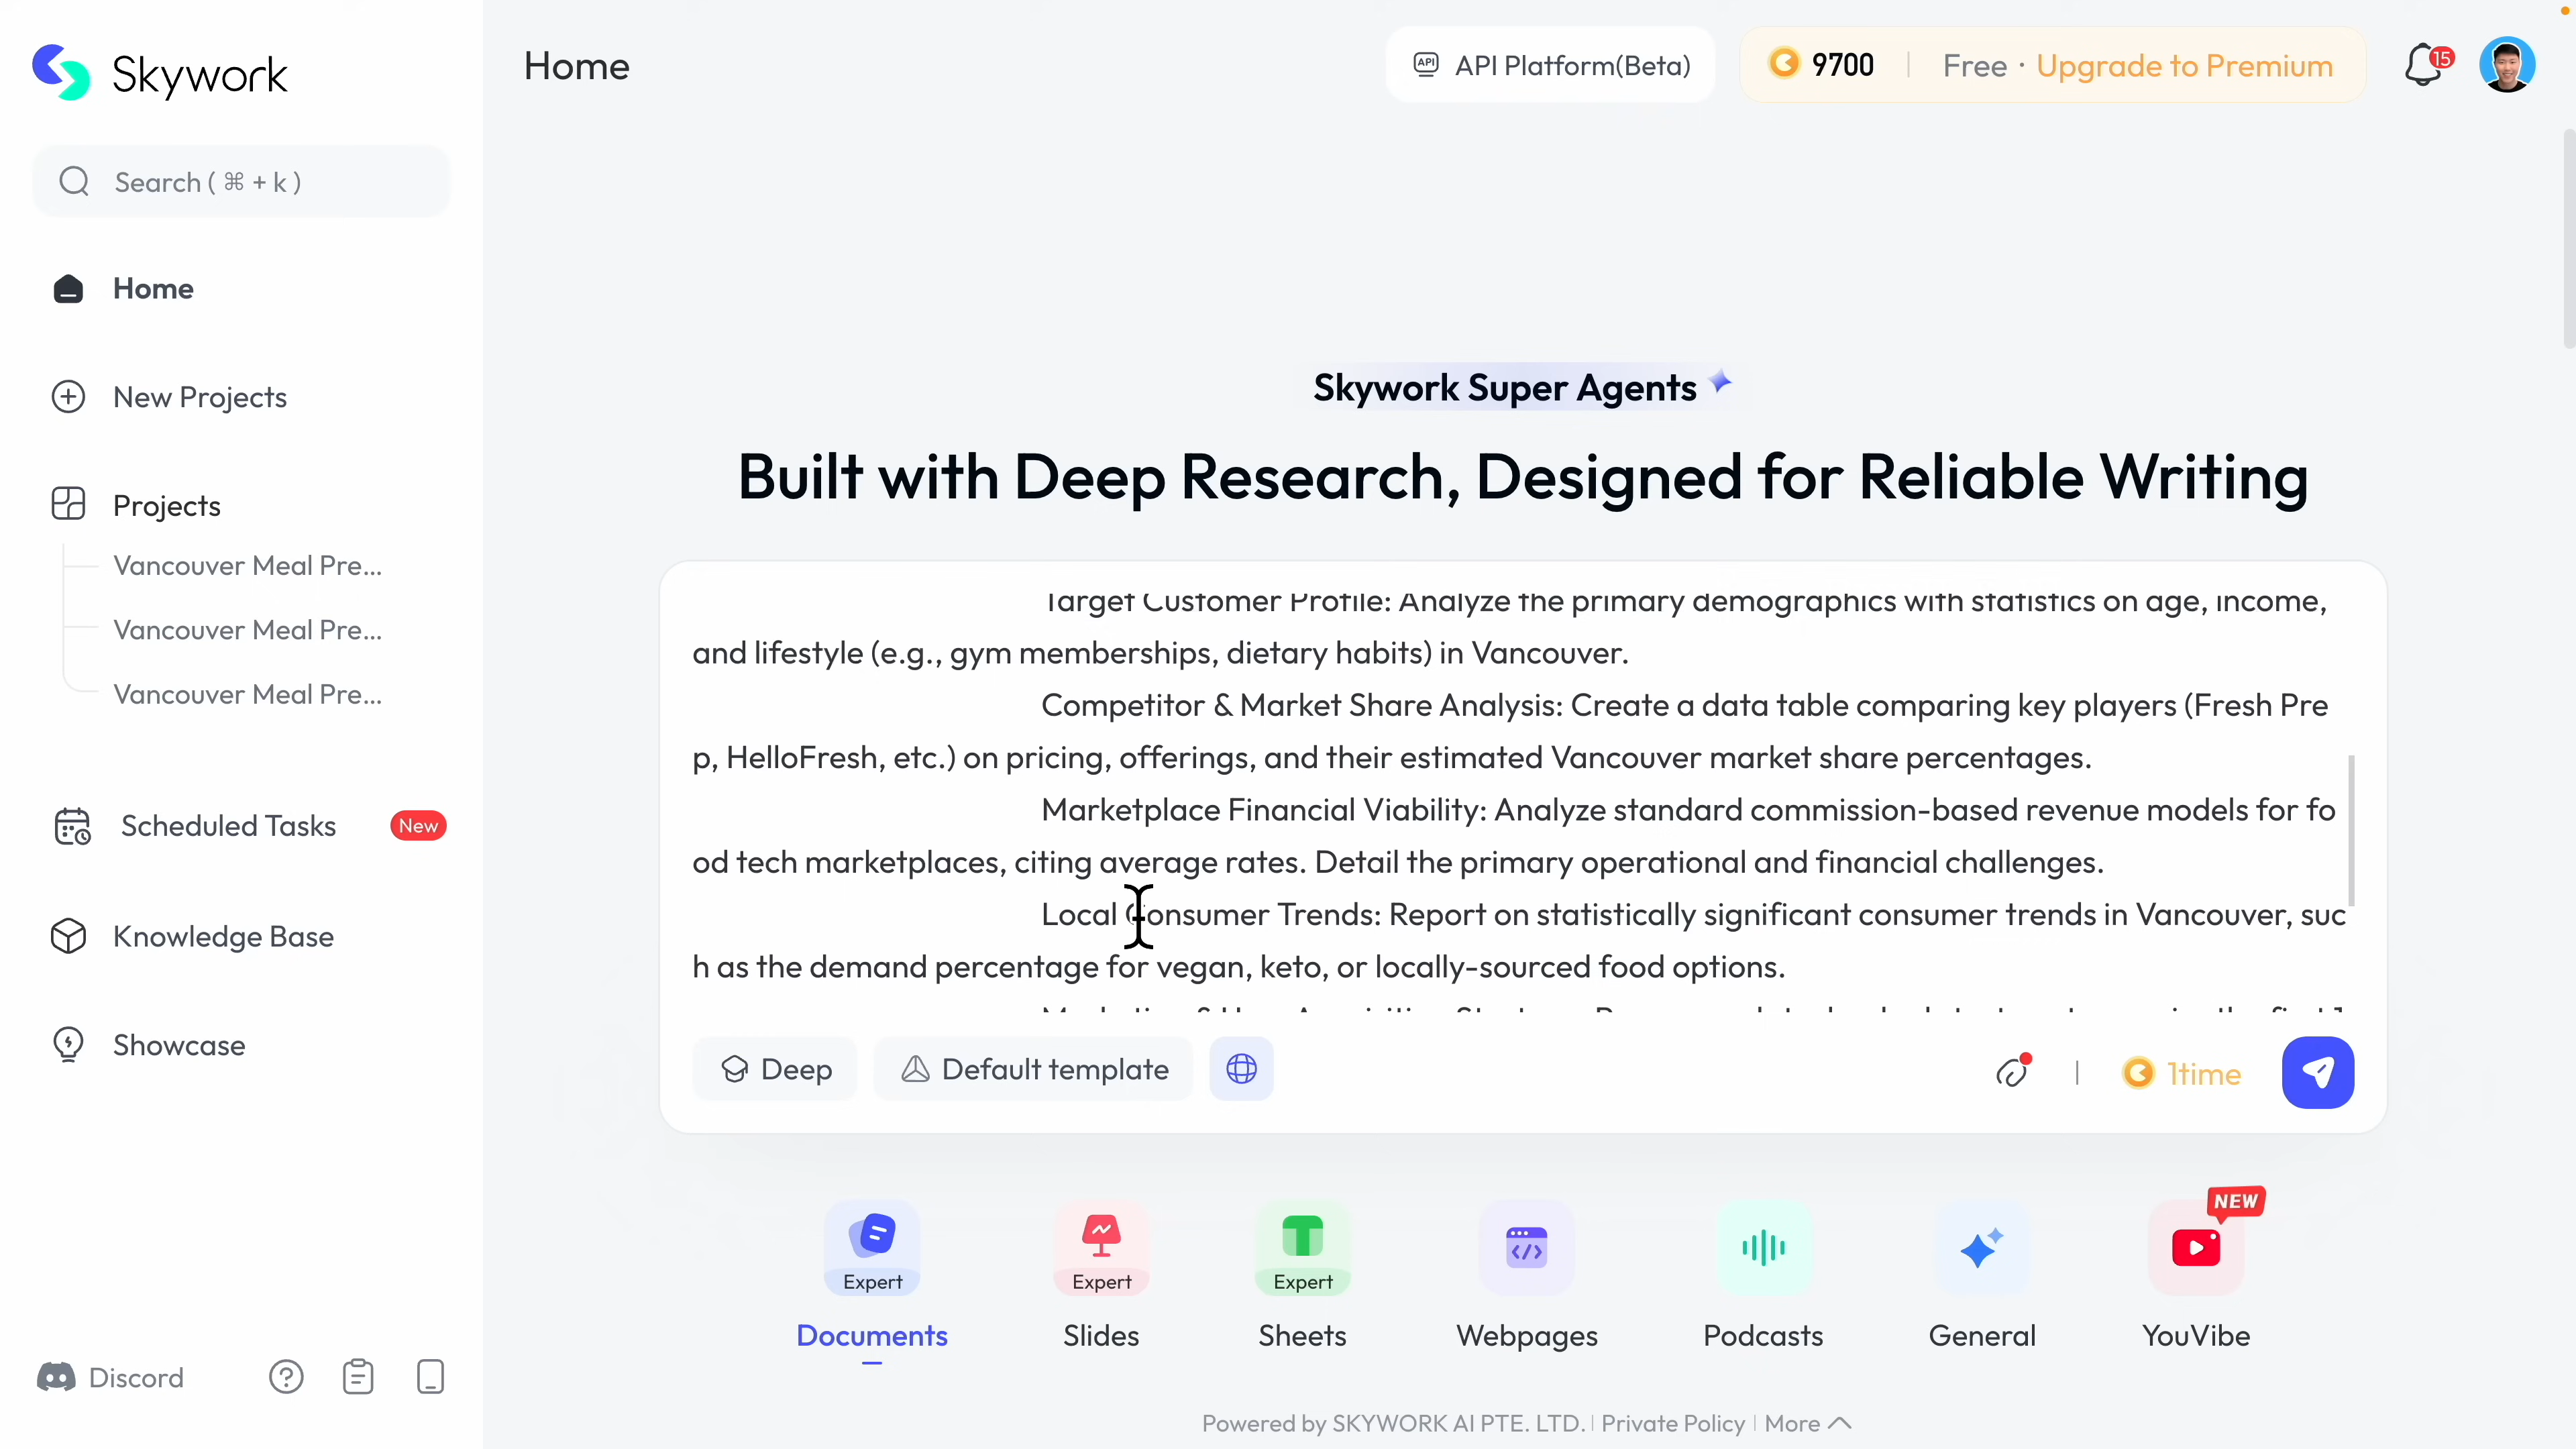 Skywork
Search ( ⌘ + k )
Home
New Projects
Projects
Vancouver Meal Pre...
Vancouver Meal Pre...
Vancouver Meal Pre...
Scheduled Tasks
New
Knowledge Base
Showcase
Discord
Home
API Platform(Beta)
9700
Free · Upgrade to Premium
15
Skywork Super Agents
Built with Deep Research, Designed for Reliable Writing
Target Customer Profile: Analyze the primary demographics with statistics on age, income,
and lifestyle (e.g., gym memberships, dietary habits) in Vancouver.
Competitor & Market Share Analysis: Create a data table comparing key players (Fresh Pre
p, HelloFresh, etc.) on pricing, offerings, and their estimated Vancouver market share percentages.
Marketplace Financial Viability: Analyze standard commission-based revenue models for fo
od tech marketplaces, citing average rates. Detail the primary operational and financial challenges.
Local Consumer Trends: Report on statistically significant consumer trends in Vancouver, suc
h as the demand percentage for vegan, keto, or locally-sourced food options.
Deep
Default template
1time
Expert
Documents
Expert
Slides
Expert
Sheets
Webpages
Podcasts
General
NEW
YouVibe
Powered by SKYWORK AI PTE. LTD. | Private Policy | More